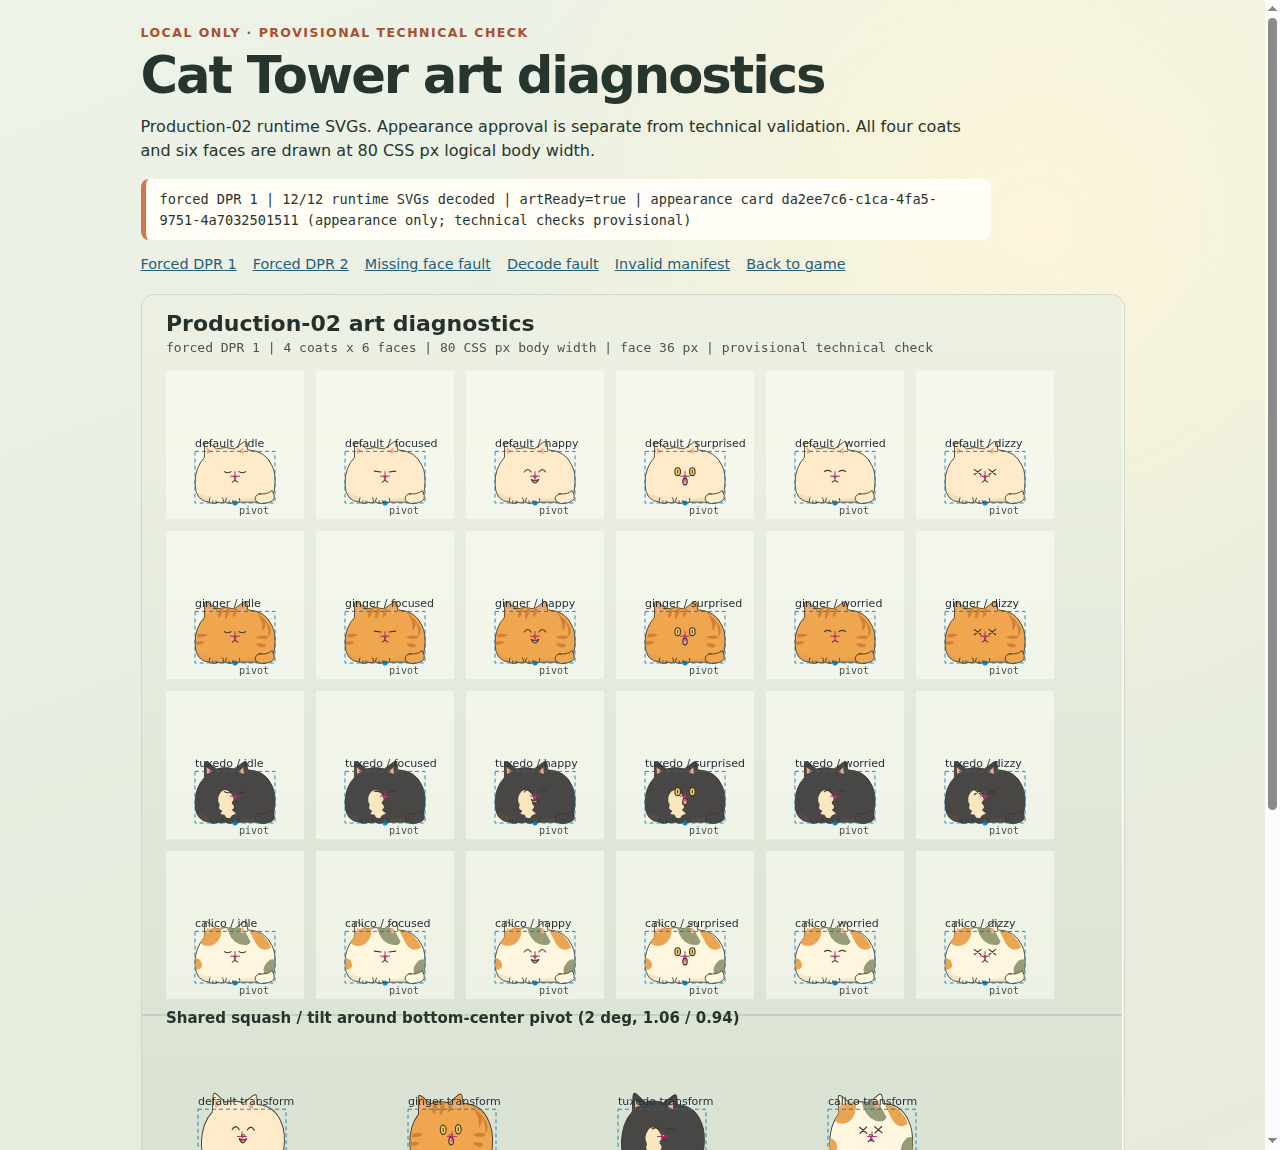 LOCAL ONLY · PROVISIONAL TECHNICAL CHECK
Cat Tower art diagnostics
Production-02 runtime SVGs. Appearance approval is separate from technical validation. All four coats
and six faces are drawn at 80 CSS px logical body width.
forced DPR 1 | 12/12 runtime SVGs decoded | artReady=true | appearance card da2ee7c6-c1ca-4fa5-
9751-4a7032501511 (appearance only; technical checks provisional)
Forced DPR 1 Forced DPR 2 Missing face fault Decode fault Invalid manifest Back to game
Production-02 art diagnostics
forced DPR 1 | 4 coats x 6 faces | 80 CSS px body width | face 36 px | provisional technical check
default / idle default / focused default / happy default / surprised default / worried default / dizzy
pivot pivot pivot pivot pivot pivot
ginger / idle ginger / focused ginger / happy ginger / surprised ginger / worried ginger / dizzy
pivot pivot pivot pivot pivot pivot
tuxedo / idle tuxedo / focused tuxedo / happy tuxedo / surprised tuxedo / worried tuxedo / dizzy
pivot pivot pivot pivot pivot pivot
calico / idle calico / focused calico / happy calico / surprised calico / worried calico / dizzy
pivot pivot pivot pivot pivot pivot
Shared squash / tilt around bottom-center pivot (2 deg, 1.06 / 0.94)
default transform ginger transform tuxedo transform calico transform